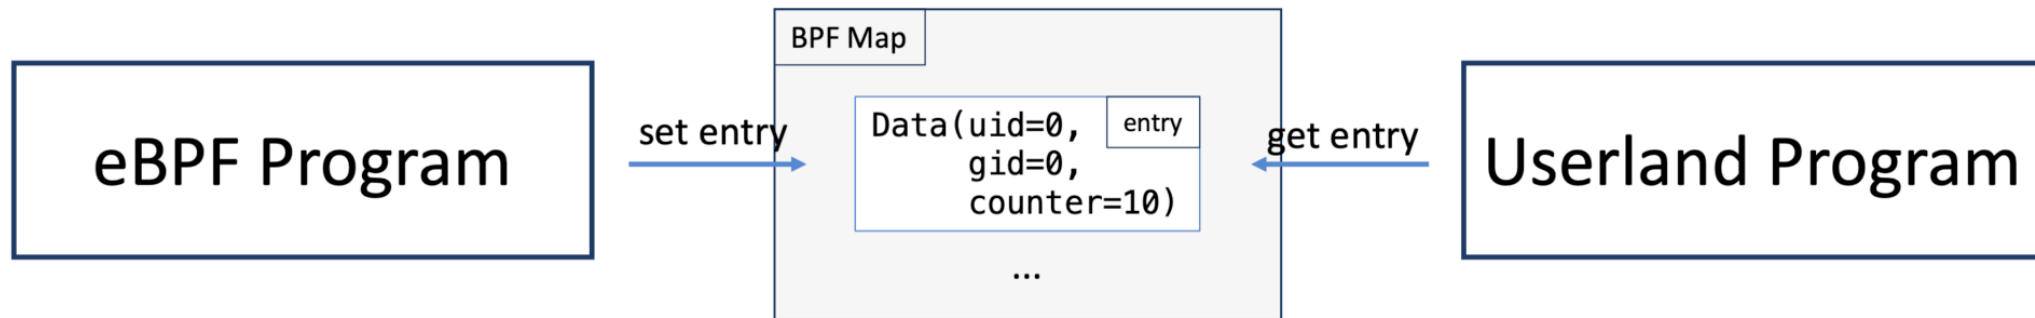 eBPF Program
set entry
BPF Map
Data(uid=0,
entry
gid=0,
counter=10)
...
get entry
Userland Program